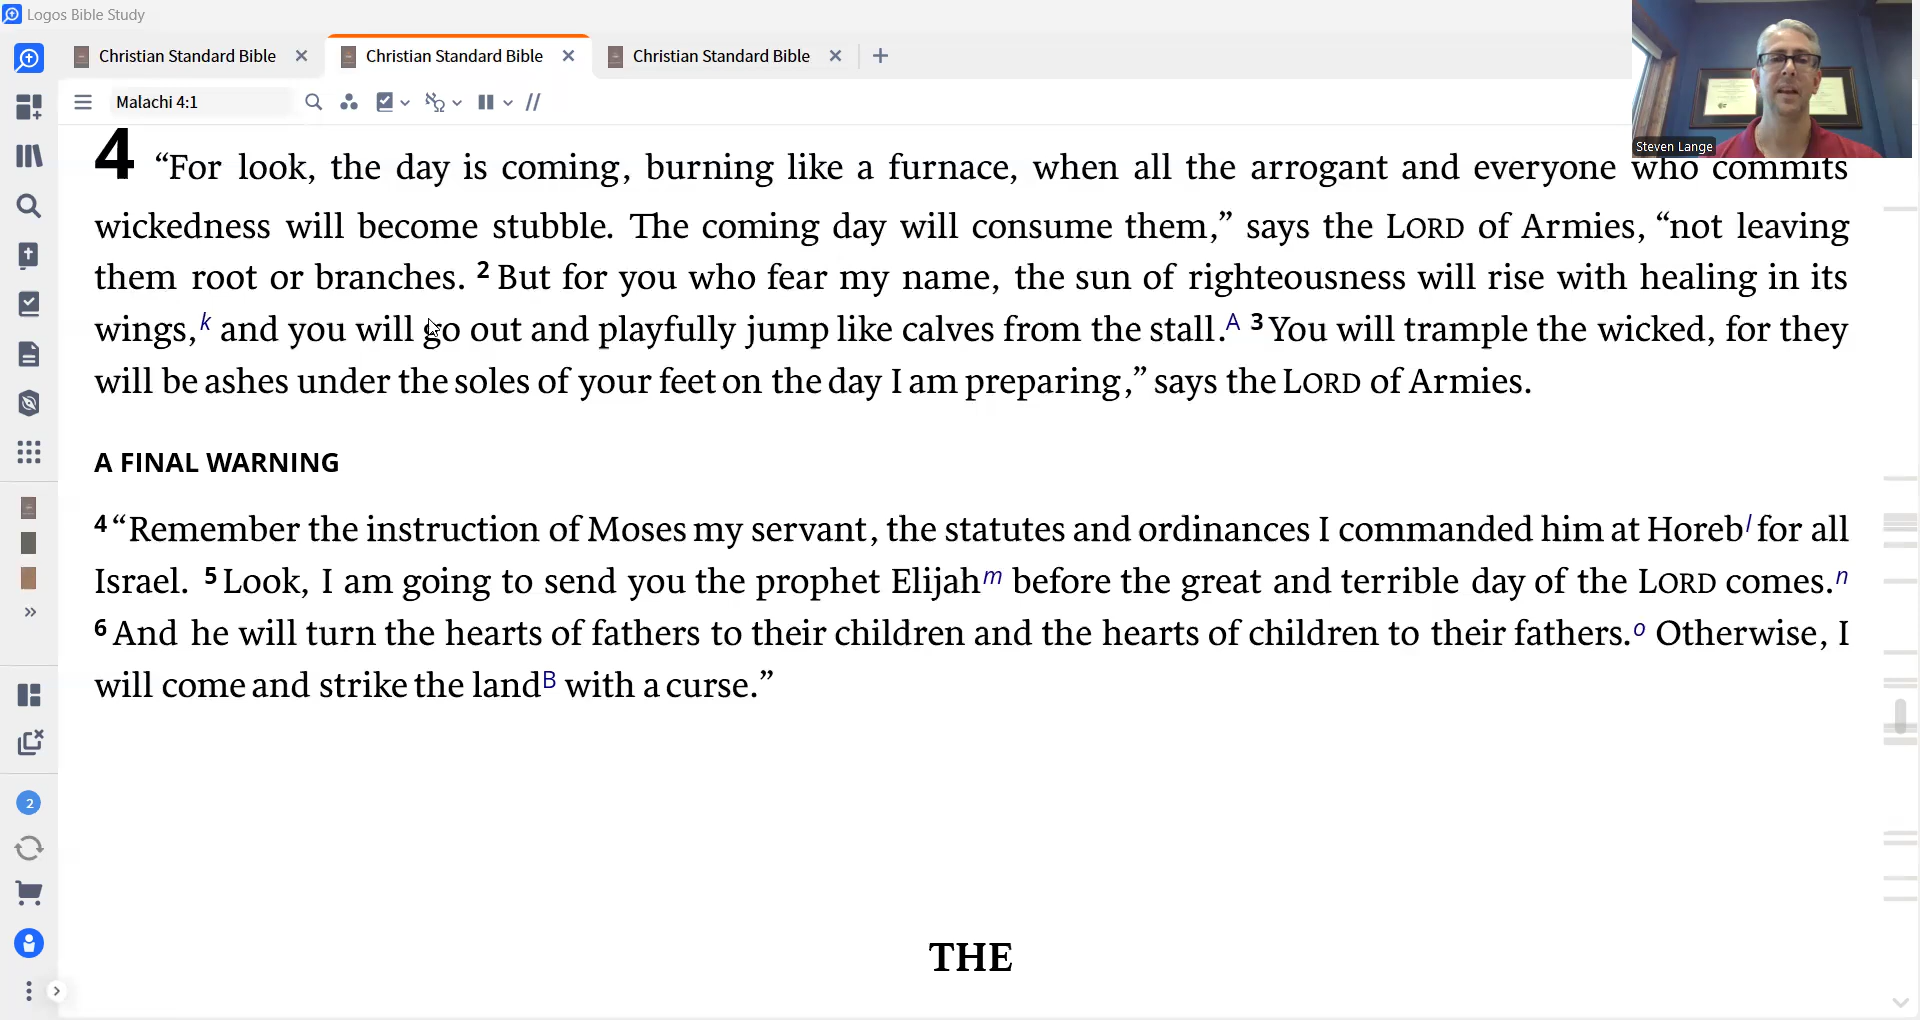 Logos Bible Study
Christian Standard Bible
Christian Standard Bible
Christian Standard Bible
Malachi 4:1
Steven Lange
4 “For look, the day is coming, burning like a furnace, when all the arrogant and everyone who commits
wickedness will become stubble. The coming day will consume them,” says the LORD of Armies, “not leaving
them root or branches. 2 But for you who fear my name, the sun of righteousness will rise with healing in its
wings,k and you will go out and playfully jump like calves from the stall.A 3 You will trample the wicked, for they
will be ashes under the soles of your feet on the day I am preparing,” says the LORD of Armies.
A FINAL WARNING
4 “Remember the instruction of Moses my servant, the statutes and ordinances I commanded him at Horebl for all
Israel. 5 Look, I am going to send you the prophet Elijahm before the great and terrible day of the LORD comes.n
6 And he will turn the hearts of fathers to their children and the hearts of children to their fathers.o Otherwise, I
will come and strike the landB with a curse.”
2
THE